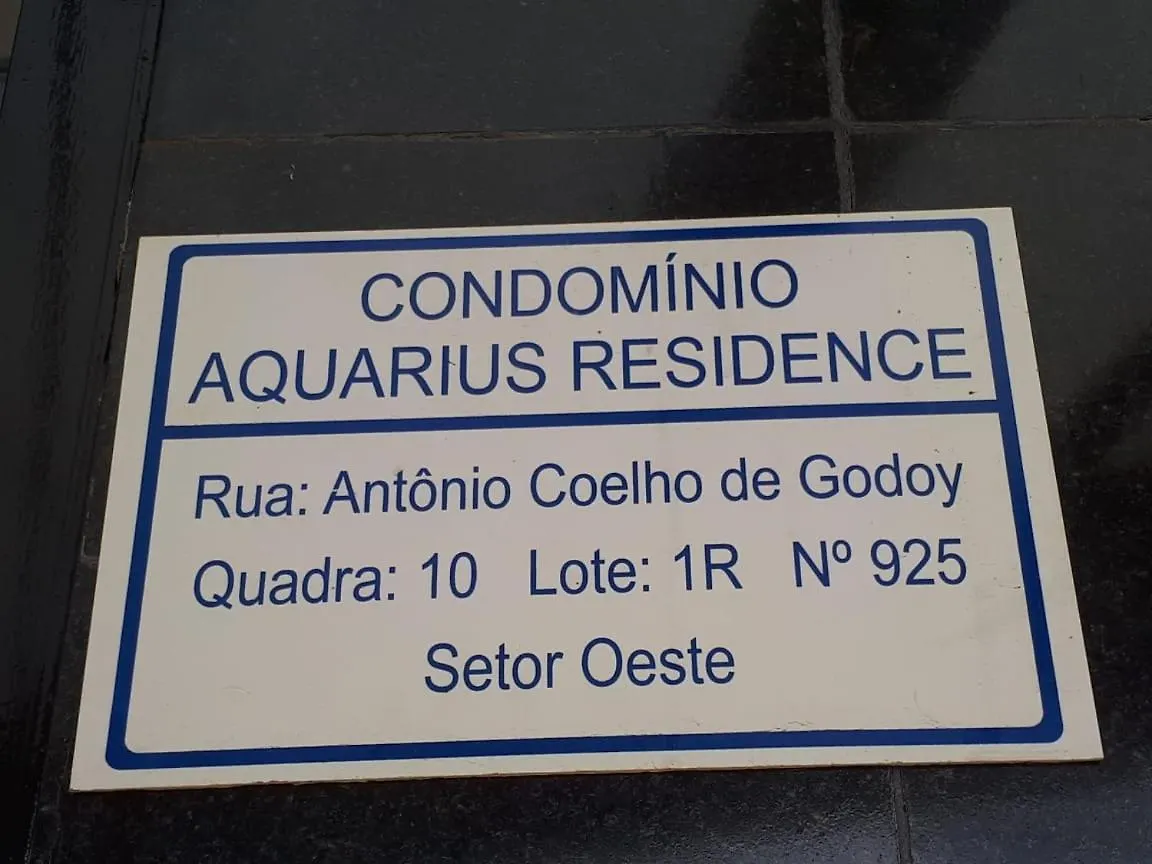 CONDOMÍNIO
AQUARIUS RESIDENCE
Rua: Antônio Coelho de Godoy
Quadra: 10 Lote: 1R Nº 925
Setor Oeste